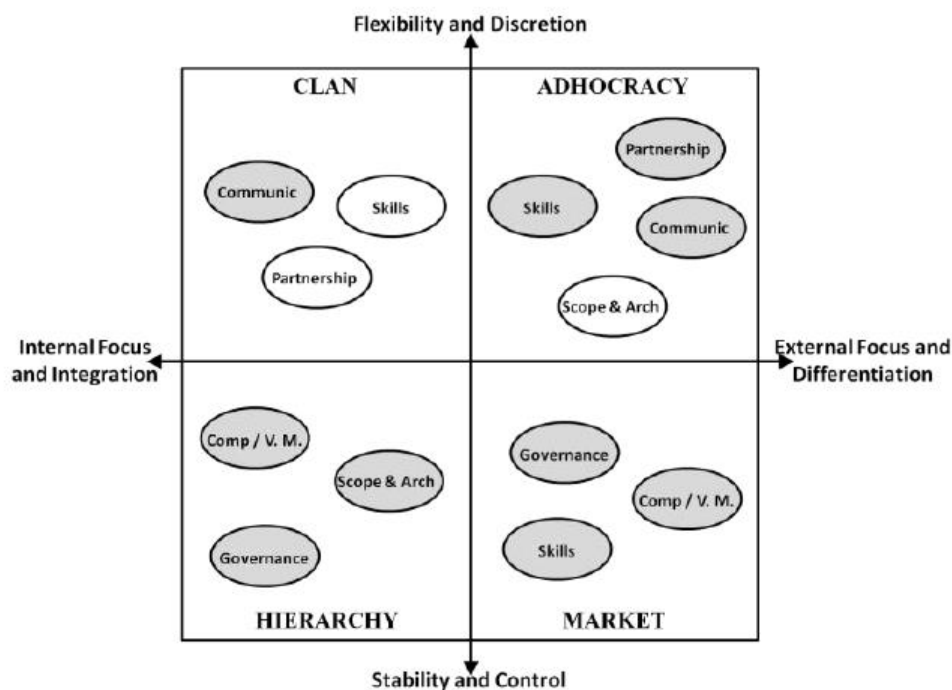 Flexibility and Discretion
CLAN
ADHOCRACY
Partnership
Communic
Skills
Skills
Communic
Partnership
Scope & Arch
Internal Focus
and Integration
External Focus and
Differentiation
Comp / V. M.
Governance
Scope & Arch
Comp / V. M.
Governance
Skills
HIERARCHY
MARKET
Stability and Control